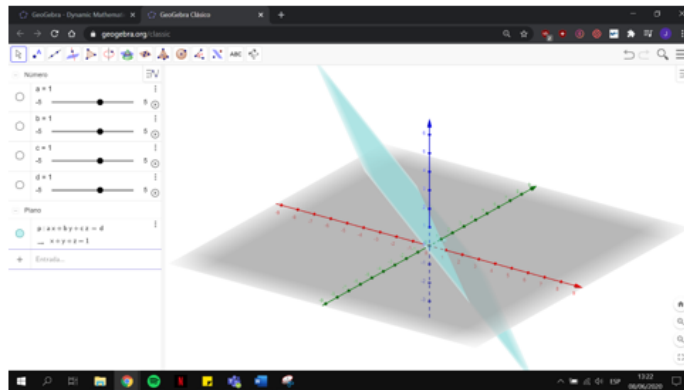 GeoGebra - Dynamic Mathemat
GeoGebra Clásico
geogebra.org/classic
ABC
Número
a = 1
-5
5
b = 1
-5
5
c = 1
-5
5
d = 1
-5
5
Plano
p : a x + b y + c z = d
x + y + z = 1
Entrada...
ESP
13:22
08/06/2020